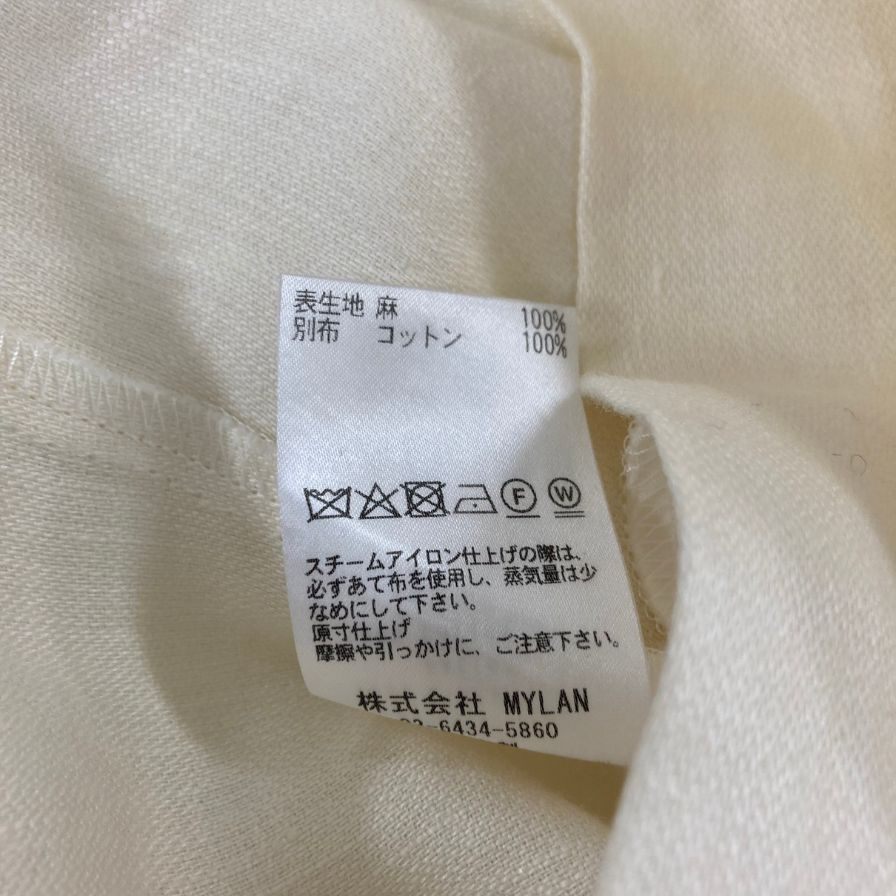 表生地 麻 100%
別布 コットン 100%
F W
スチームアイロン仕上げの際は、
必ずあて布を使用し、蒸気量は少
なめにして下さい。
原寸仕上げ
摩擦や引っかけに、ご注意下さい。
株式会社 MYLAN
03-6434-5860